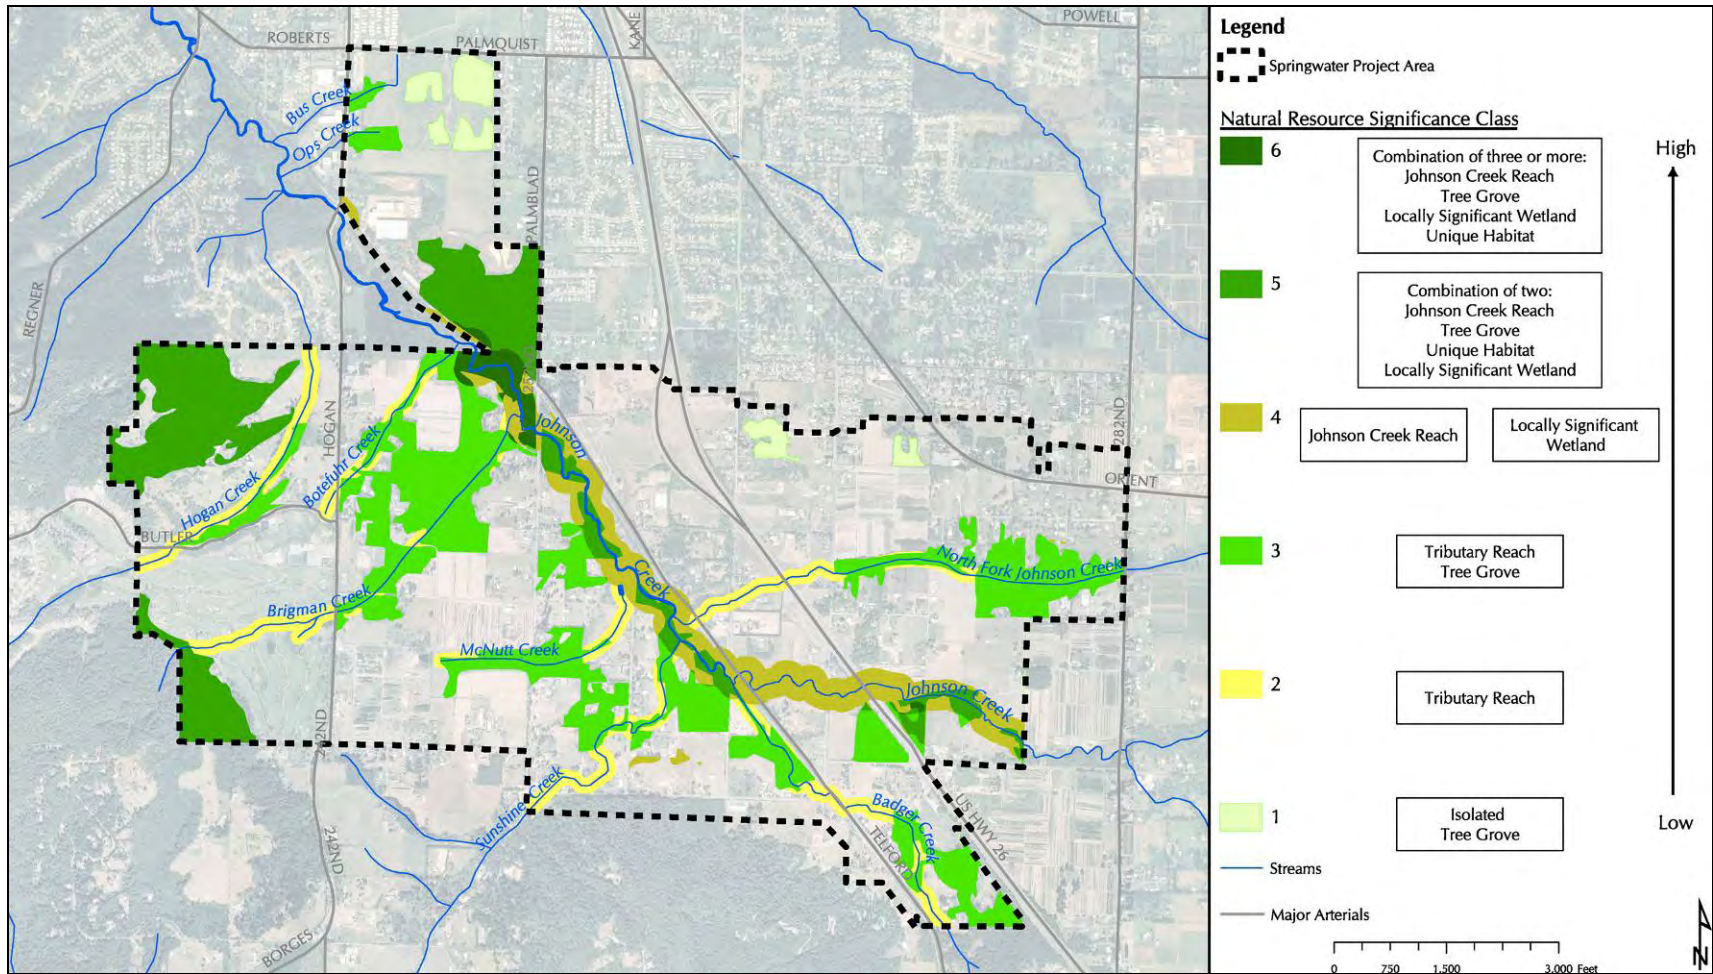 ROBERTS
PALMQUIST
KANE
POWELL
Bus Creek
Ops Creek
PALMBLAD
REGNER
HOGAN
Johnson
Creek
282ND
ORIENT
Hogan Creek
Botefuhr Creek
BUTLER
Brigman Creek
North Fork Johnson Creek
McNutt Creek
Johnson Creek
242ND
Sunshine Creek
Badger Creek
US HWY 26
TELFORD
242ND
BORGES
Legend
Springwater Project Area
Natural Resource Significance Class
6
Combination of three or more:
Johnson Creek Reach
Tree Grove
Locally Significant Wetland
Unique Habitat
High
5
Combination of two:
Johnson Creek Reach
Tree Grove
Unique Habitat
Locally Significant Wetland
4
Johnson Creek Reach
Locally Significant
Wetland
3
Tributary Reach
Tree Grove
2
Tributary Reach
1
Isolated
Tree Grove
Low
Streams
Major Arterials
N
0 750 1,500 3,000 Feet